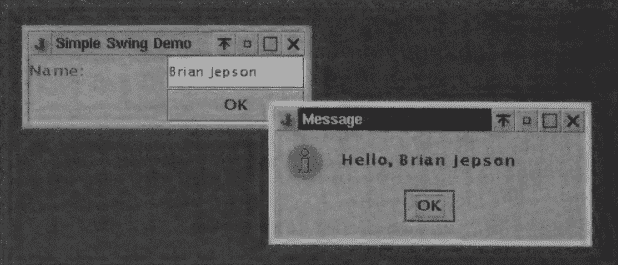 Simple Swing Demo
Name:
Brian Jepson
OK
Message
Hello, Brian Jepson
OK